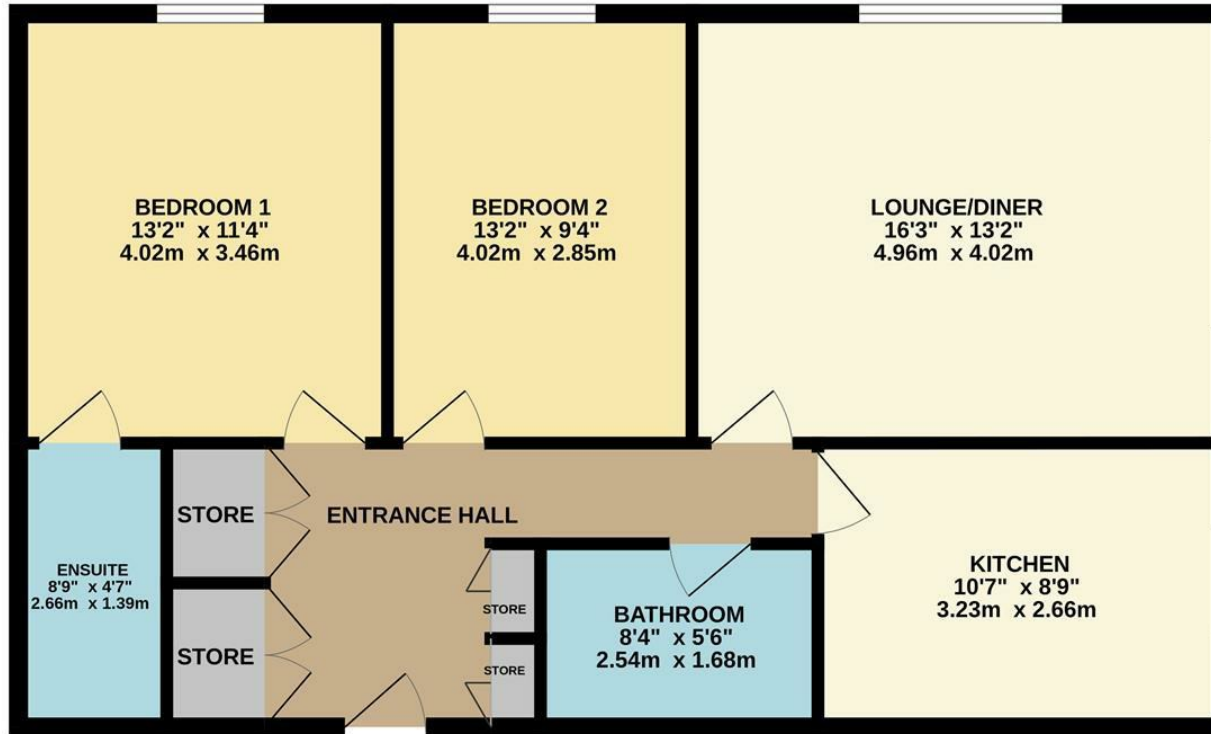 BEDROOM 1
13'2" x 11'4"
4.02m x 3.46m
BEDROOM 2
13'2" x 9'4"
4.02m x 2.85m
LOUNGE/DINER
16'3" x 13'2"
4.96m x 4.02m
STORE
ENTRANCE HALL
ENSUITE
8'9" x 4'7"
2.66m x 1.39m
STORE
STORE
STORE
BATHROOM
8'4" x 5'6"
2.54m x 1.68m
KITCHEN
10'7" x 8'9"
3.23m x 2.66m